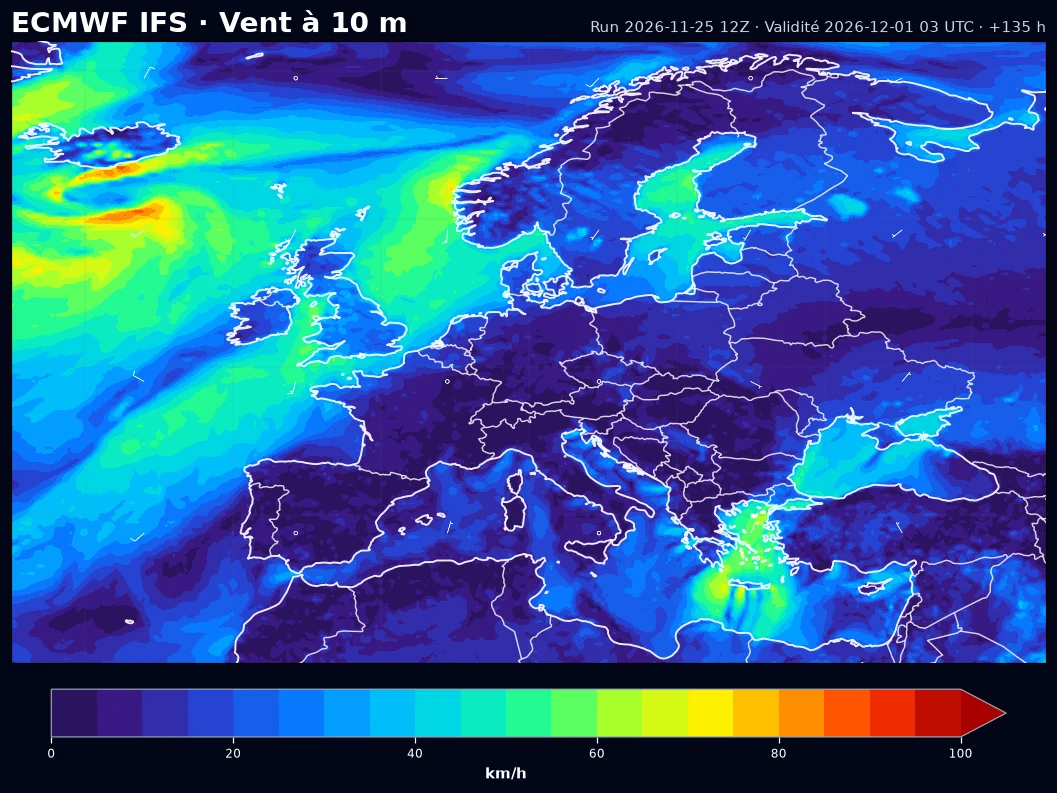 ECMWF IFS · Vent à 10 m
Run 2026-11-25 12Z · Validité 2026-12-01 03 UTC · +135 h
0 20 40 60 80 100
km/h